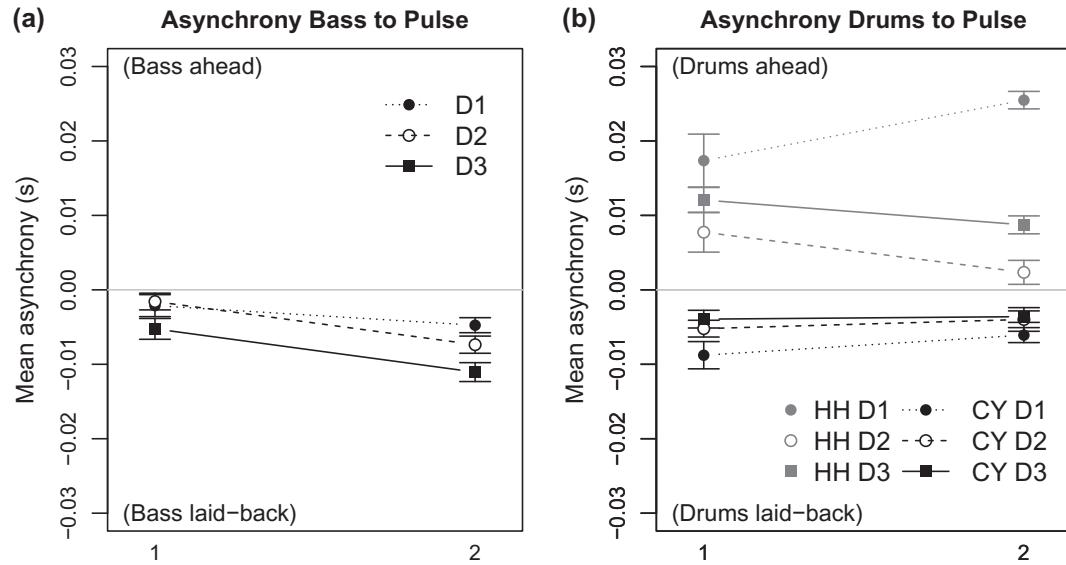 (a) Asynchrony Bass to Pulse
Mean asynchrony (s)
0.03
0.02
0.01
0.00
−0.01
−0.02
−0.03
(Bass ahead)
D1
D2
D3
(Bass laid−back)
1 2
(b) Asynchrony Drums to Pulse
Mean asynchrony (s)
0.03
0.02
0.01
0.00
−0.01
−0.02
−0.03
(Drums ahead)
HH D1 CY D1
HH D2 CY D2
HH D3 CY D3
(Drums laid−back)
1 2